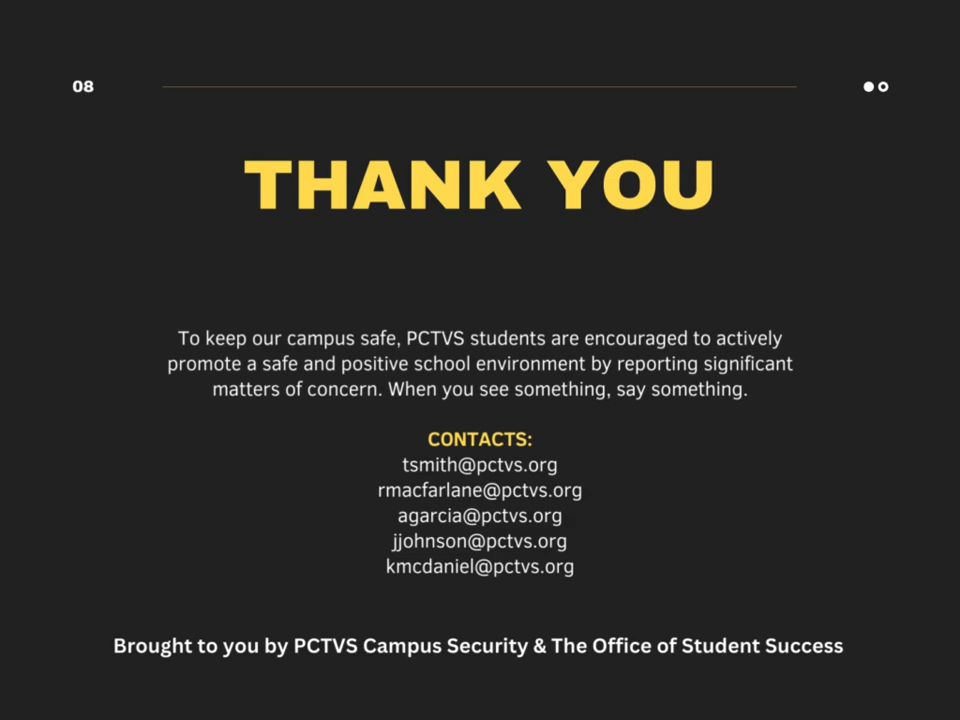 08
THANK YOU
To keep our campus safe, PCTVS students are encouraged to actively
promote a safe and positive school environment by reporting significant
matters of concern. When you see something, say something.
CONTACTS:
tsmith@pctvs.org
rmacfarlane@pctvs.org
agarcia@pctvs.org
jjohnson@pctvs.org
kmcdaniel@pctvs.org
Brought to you by PCTVS Campus Security & The Office of Student Success